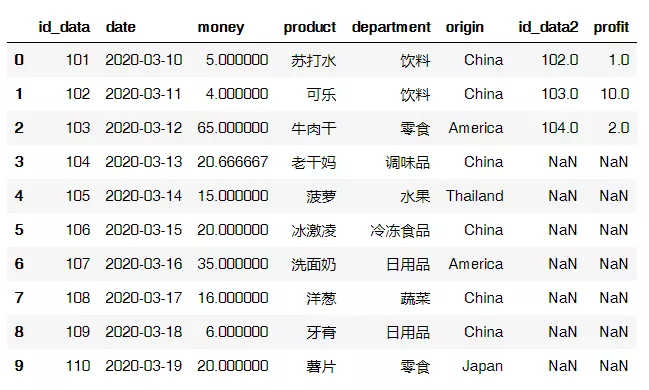 id_data date money product department origin id_data2 profit
0 101 2020-03-10 5.000000 苏打水 饮料 China 102.0 1.0
1 102 2020-03-11 4.000000 可乐 饮料 China 103.0 10.0
2 103 2020-03-12 65.000000 牛肉干 零食 America 104.0 2.0
3 104 2020-03-13 20.666667 老干妈 调味品 China NaN NaN
4 105 2020-03-14 15.000000 菠萝 水果 Thailand NaN NaN
5 106 2020-03-15 20.000000 冰激凌 冷冻食品 China NaN NaN
6 107 2020-03-16 35.000000 洗面奶 日用品 America NaN NaN
7 108 2020-03-17 16.000000 洋葱 蔬菜 China NaN NaN
8 109 2020-03-18 6.000000 牙膏 日用品 China NaN NaN
9 110 2020-03-19 20.000000 薯片 零食 Japan NaN NaN